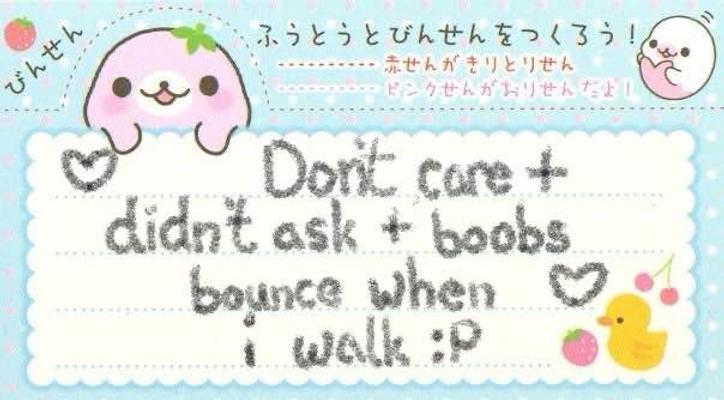 びんせん
ふうとうとびんせんをつくろう!
赤せんがきりとりせん
ピンクせんがおりせんだよ!
Don't care +
didn't ask + boobs
bounce when
i walk :P